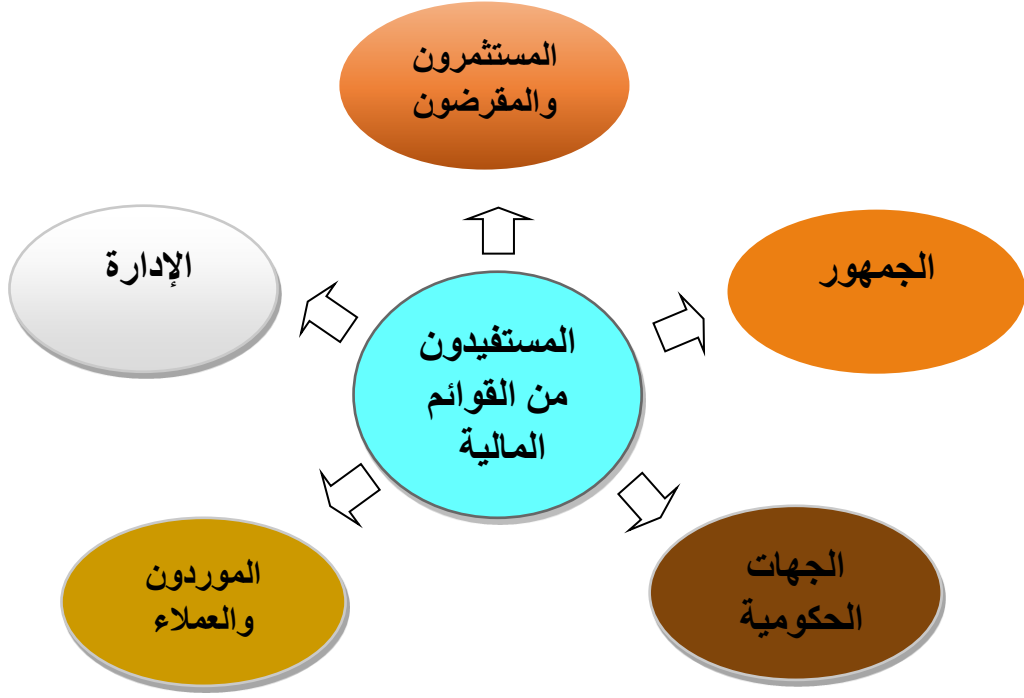 المستثمرون
والمقرضون
الجمهور
الإدارة
المستفيدون
من القوائم
المالية
الجهات
الحكومية
الموردون
والعملاء